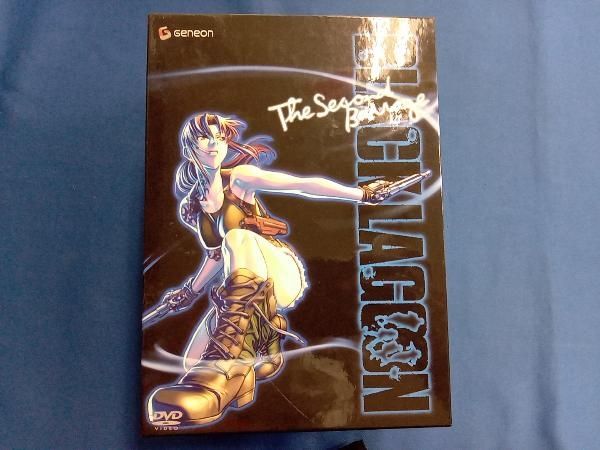 Geneon
The Second
Barrage
BLACK LAGOON
DVD
VIDEO